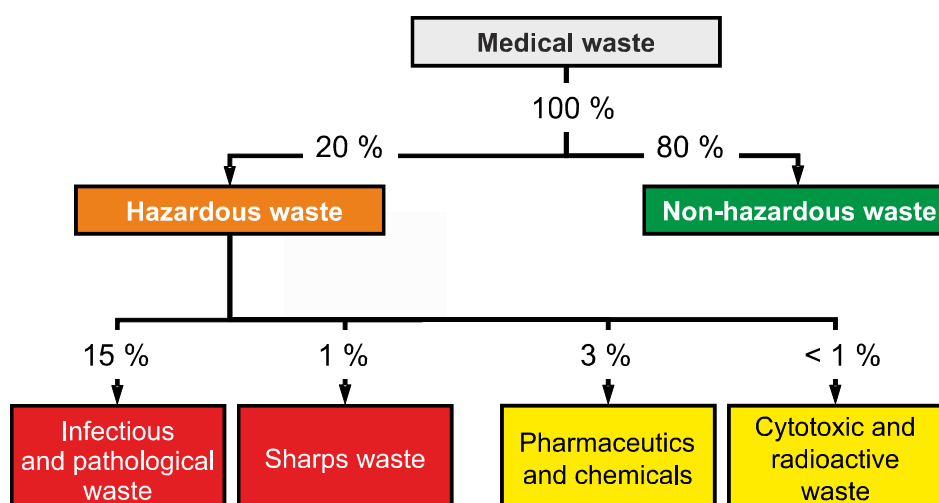 Medical waste
100 %
20 %
80 %
Hazardous waste
Non-hazardous waste
15 %
1 %
3 %
< 1 %
Infectious
and pathological
waste
Sharps waste
Pharmaceutics
and chemicals
Cytotoxic and
radioactive
waste